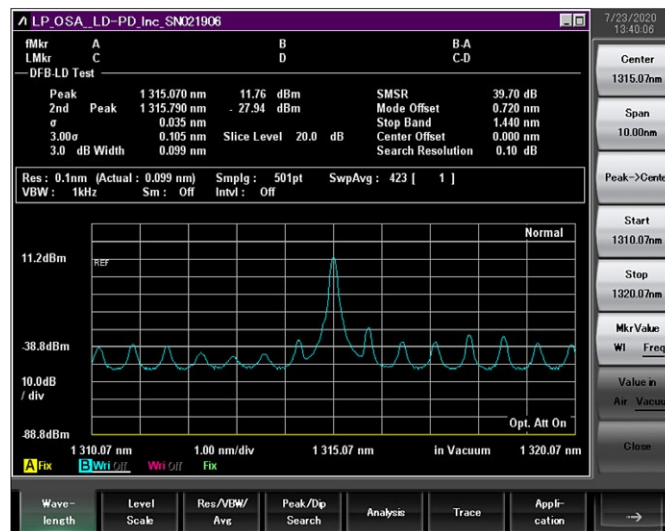 LP_OSA,_LD-PD_Inc_SN021906
7/23/2020
13:40:06
fMkr A B B-A
LMkr C D C-D
DFB-LD Test
Peak 1 315.070 nm 11.76 dBm SMSR 39.70 dB
2nd Peak 1 315.790 nm - 27.94 dBm Mode Offset 0.720 nm
σ 0.035 nm Stop Band 1.440 nm
3.00σ 0.105 nm Slice Level 20.0 dB Center Offset 0.000 nm
3.0 dB Width 0.099 nm Search Resolution 0.10 dB
Res : 0.1nm (Actual : 0.099 nm) Smplg : 501pt SwpAvg : 423 [ 1 ]
VBW : 1kHz Sm : Off Intvl : Off
Normal
11.2dBm
REF
-38.8dBm
10.0dB
/ div
Opt. Att On
-88.8dBm
1 310.07 nm 1.00 nm/div 1 315.07 nm in Vacuum 1 320.07 nm
A Fix B Wri Off Wri Off Fix
Center
1315.07nm
Span
10.00nm
Peak->Cente
Start
1310.07nm
Stop
1320.07nm
MkrValue
Wl Freq
Value in
Air Vacuu
Close
Wave-
length
Level
Scale
Res/VBW/
Avg
Peak/Dip
Search
Analysis
Trace
Appli-
cation